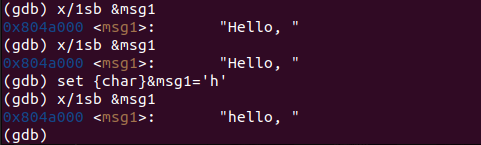 (gdb) x/1sb &msg1
0x804a000 <msg1>: "Hello, "
(gdb) x/1sb &msg1
0x804a000 <msg1>: "Hello, "
(gdb) set {char}&msg1='h'
(gdb) x/1sb &msg1
0x804a000 <msg1>: "hello, "
(gdb)